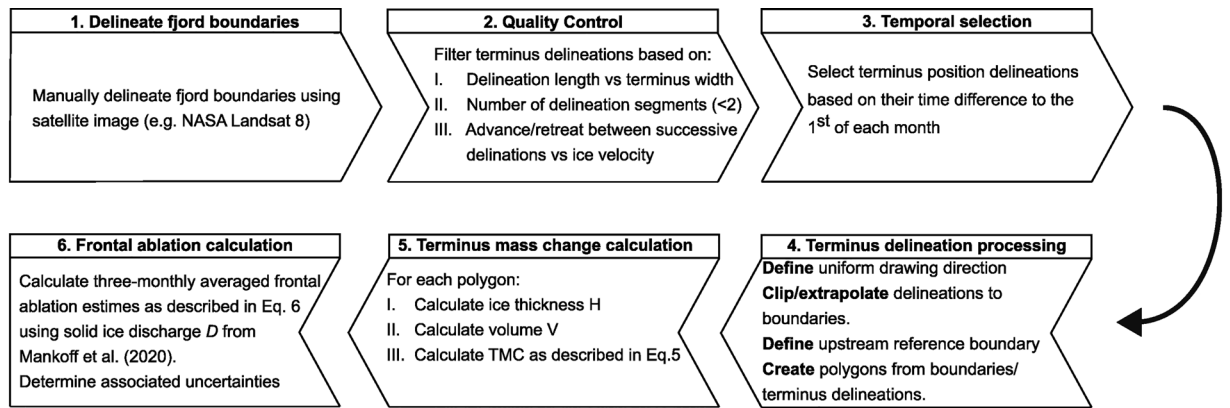 1. Delineate fjord boundaries
Manually delineate fjord boundaries using
satellite image (e.g. NASA Landsat 8)
2. Quality Control
Filter terminus delineations based on:
I. Delineation length vs terminus width
II. Number of delineation segments (<2)
III. Advance/retreat between successive
delinations vs ice velocity
3. Temporal selection
Select terminus position delineations
based on their time difference to the
1st of each month
4. Terminus delineation processing
Define uniform drawing direction
Clip/extrapolate delineations to
boundaries.
Define upstream reference boundary
Create polygons from boundaries/
terminus delineations.
5. Terminus mass change calculation
For each polygon:
I. Calculate ice thickness H
II. Calculate volume V
III. Calculate TMC as described in Eq.5
6. Frontal ablation calculation
Calculate three-monthly averaged frontal
ablation estimes as described in Eq. 6
using solid ice discharge D from
Mankoff et al. (2020).
Determine associated uncertainties